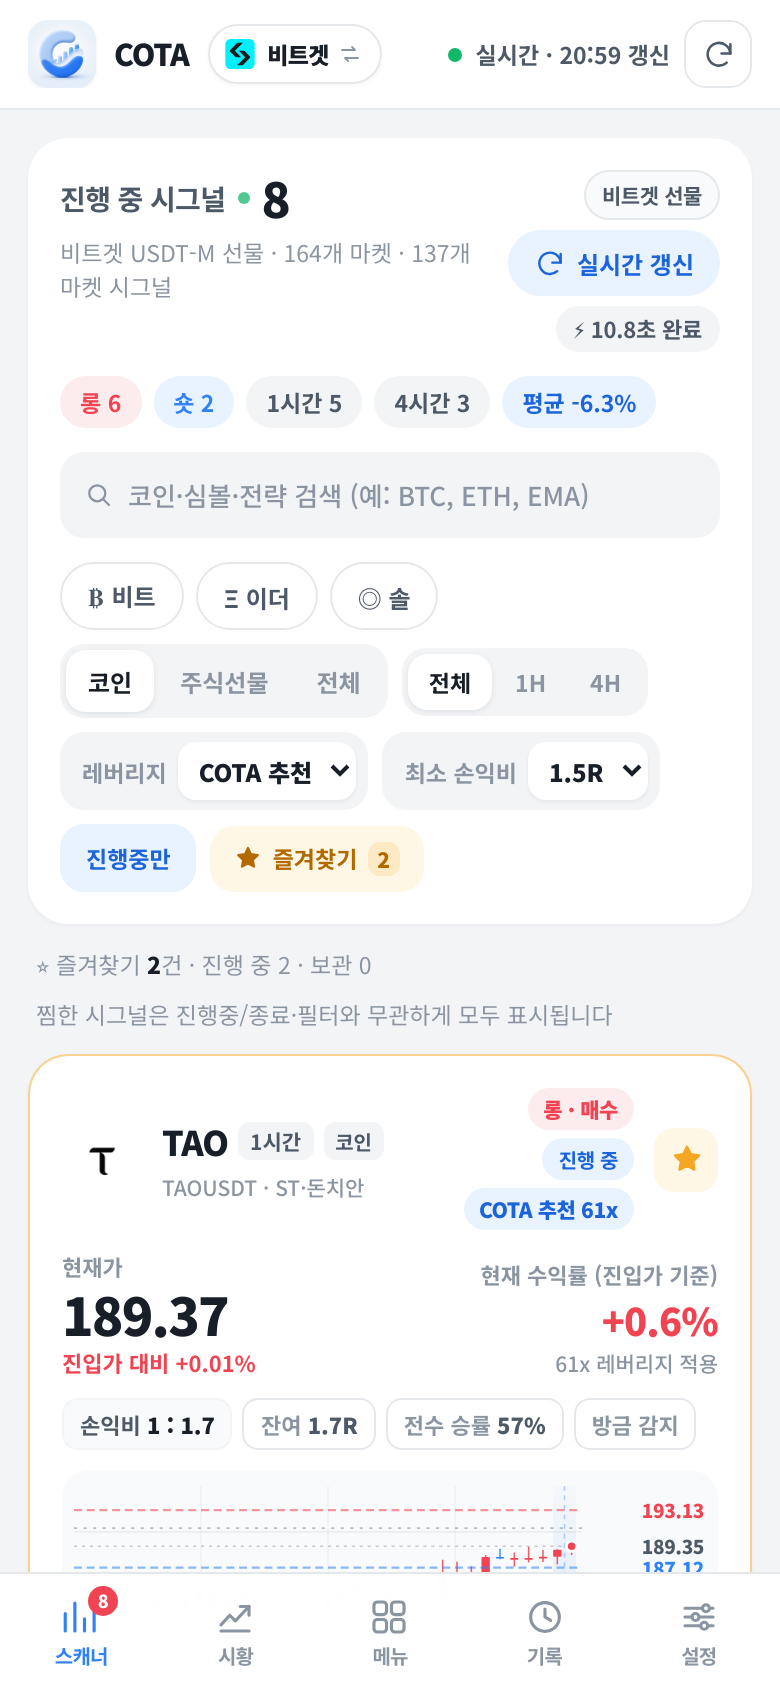 COTA 비트겟 실시간 · 20:59 갱신
진행 중 시그널 8 비트겟 선물
비트겟 USDT-M 선물 · 164개 마켓 · 137개
마켓 시그널
실시간 갱신
⚡ 10.8초 완료
롱 6 숏 2 1시간 5 4시간 3 평균 -6.3%
코인·심볼·전략 검색 (예: BTC, ETH, EMA)
₿ 비트 Ξ 이더 ◎ 솔
코인 주식선물 전체 전체 1H 4H
레버리지 COTA 추천 최소 손익비 1.5R
진행중만 ★ 즐겨찾기 2
☆ 즐겨찾기 2건 · 진행 중 2 · 보관 0
찜한 시그널은 진행중/종료·필터와 무관하게 모두 표시됩니다
롱 · 매수
TAO 1시간 코인
진행 중
TAOUSDT · ST·돈치안
COTA 추천 61x
현재가 현재 수익률 (진입가 기준)
189.37 +0.6%
진입가 대비 +0.01% 61x 레버리지 적용
손익비 1 : 1.7 잔여 1.7R 전수 승률 57% 방금 감지
193.13
189.35
187.12
8
스캐너 시황 메뉴 기록 설정